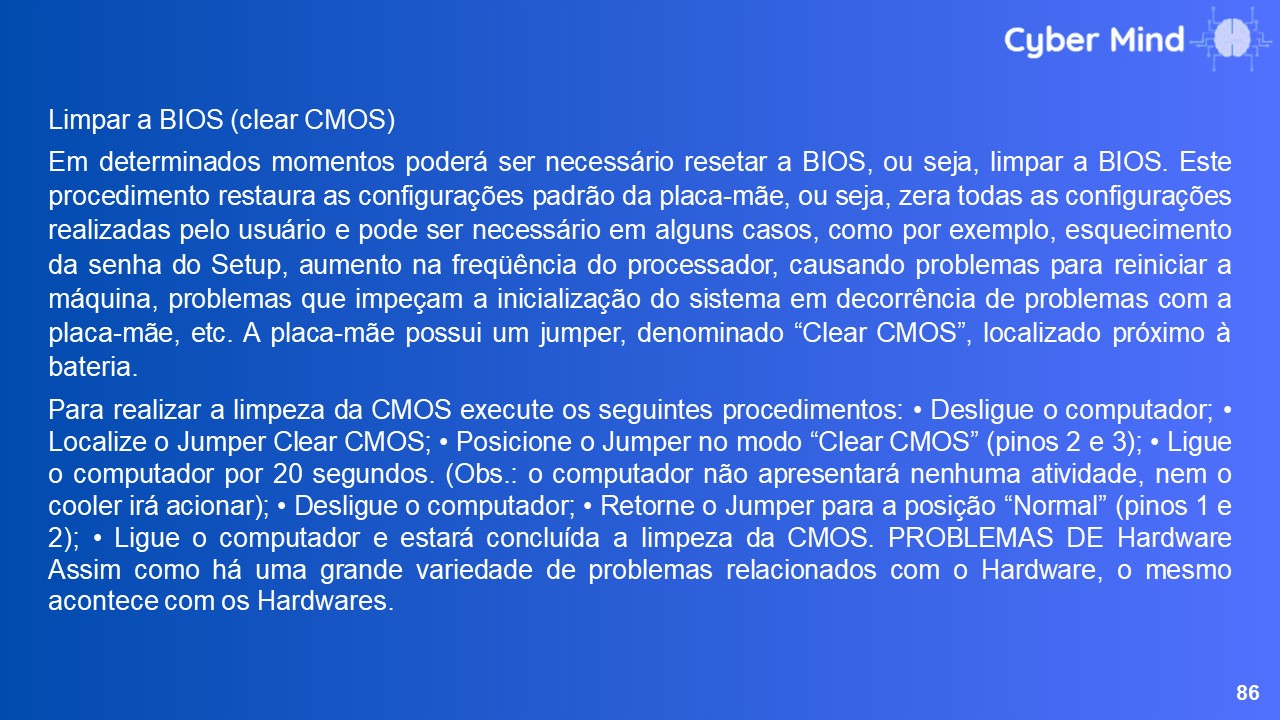 Cyber Mind
Limpar a BIOS (clear CMOS)
Em determinados momentos poderá ser necessário resetar a BIOS, ou seja, limpar a BIOS. Este
procedimento restaura as configurações padrão da placa-mãe, ou seja, zera todas as configurações
realizadas pelo usuário e pode ser necessário em alguns casos, como por exemplo, esquecimento
da senha do Setup, aumento na freqüência do processador, causando problemas para reiniciar a
máquina, problemas que impeçam a inicialização do sistema em decorrência de problemas com a
placa-mãe, etc. A placa-mãe possui um jumper, denominado “Clear CMOS”, localizado próximo à
bateria.
Para realizar a limpeza da CMOS execute os seguintes procedimentos: • Desligue o computador; •
Localize o Jumper Clear CMOS; • Posicione o Jumper no modo “Clear CMOS” (pinos 2 e 3); • Ligue
o computador por 20 segundos. (Obs.: o computador não apresentará nenhuma atividade, nem o
cooler irá acionar); • Desligue o computador; • Retorne o Jumper para a posição “Normal” (pinos 1 e
2); • Ligue o computador e estará concluída a limpeza da CMOS. PROBLEMAS DE Hardware
Assim como há uma grande variedade de problemas relacionados com o Hardware, o mesmo
acontece com os Hardwares.
86